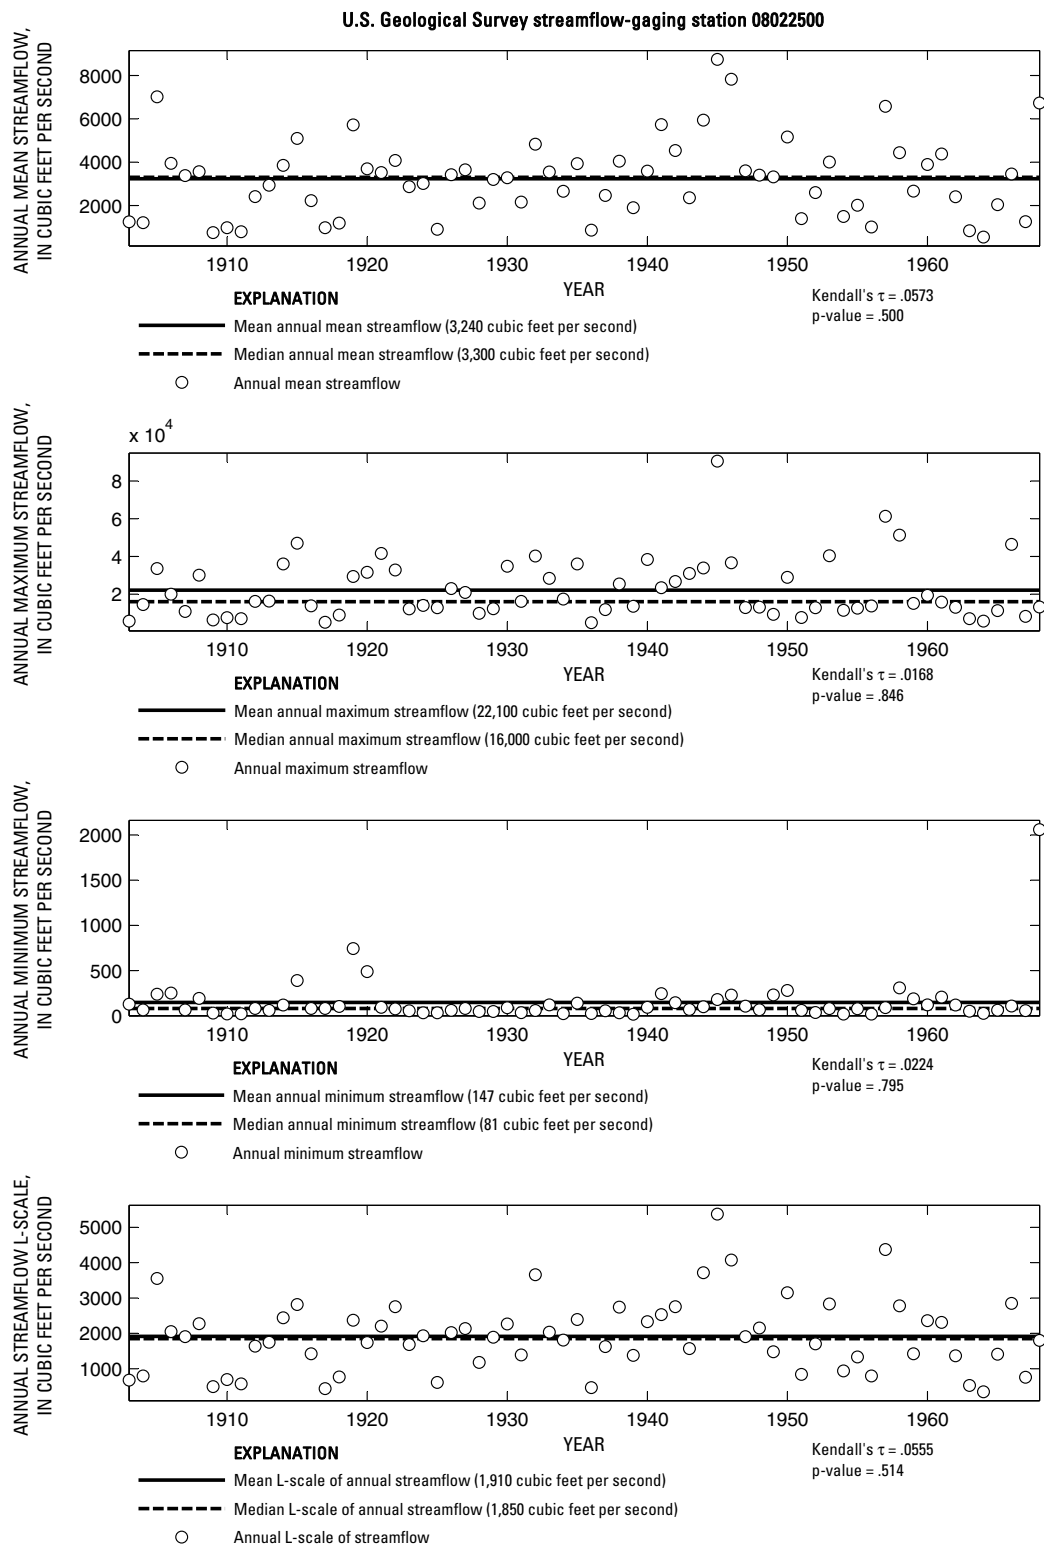 U.S. Geological Survey streamflow-gaging station 08022500
ANNUAL MEAN STREAMFLOW,
IN CUBIC FEET PER SECOND
8000
6000
4000
2000
1910 1920 1930 1940 1950 1960
YEAR
Kendall's τ = .0573
p-value = .500
EXPLANATION
Mean annual mean streamflow (3,240 cubic feet per second)
Median annual mean streamflow (3,300 cubic feet per second)
Annual mean streamflow
ANNUAL MAXIMUM STREAMFLOW,
IN CUBIC FEET PER SECOND
x 10⁴
8
6
4
2
1910 1920 1930 1940 1950 1960
YEAR
Kendall's τ = .0168
p-value = .846
EXPLANATION
Mean annual maximum streamflow (22,100 cubic feet per second)
Median annual maximum streamflow (16,000 cubic feet per second)
Annual maximum streamflow
ANNUAL MINIMUM STREAMFLOW,
IN CUBIC FEET PER SECOND
2000
1500
1000
500
0
1910 1920 1930 1940 1950 1960
YEAR
Kendall's τ = .0224
p-value = .795
EXPLANATION
Mean annual minimum streamflow (147 cubic feet per second)
Median annual minimum streamflow (81 cubic feet per second)
Annual minimum streamflow
ANNUAL STREAMFLOW L-SCALE,
IN CUBIC FEET PER SECOND
5000
4000
3000
2000
1000
1910 1920 1930 1940 1950 1960
YEAR
Kendall's τ = .0555
p-value = .514
EXPLANATION
Mean L-scale of annual streamflow (1,910 cubic feet per second)
Median L-scale of annual streamflow (1,850 cubic feet per second)
Annual L-scale of streamflow